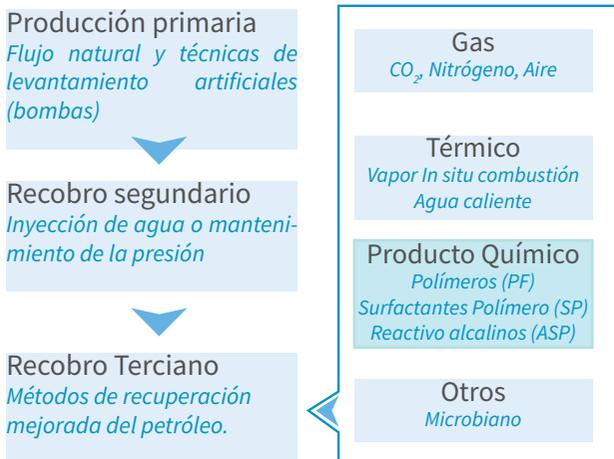 Producción primaria
Flujo natural y técnicas de
levantamiento artificiales
(bombas)
Recobro segundario
Inyección de agua o manteni-
miento de la presión
Recobro Terciano
Métodos de recuperación
mejorada del petróleo.
Gas
CO₂, Nitrógeno, Aire
Térmico
Vapor In situ combustión
Agua caliente
Producto Químico
Polímeros (PF)
Surfactantes Polímero (SP)
Reactivo alcalinos (ASP)
Otros
Microbiano